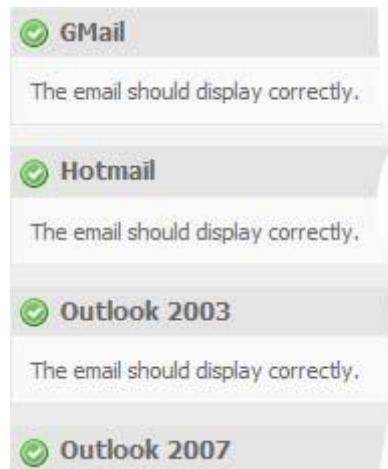 GMail
The email should display correctly.
Hotmail
The email should display correctly.
Outlook 2003
The email should display correctly.
Outlook 2007